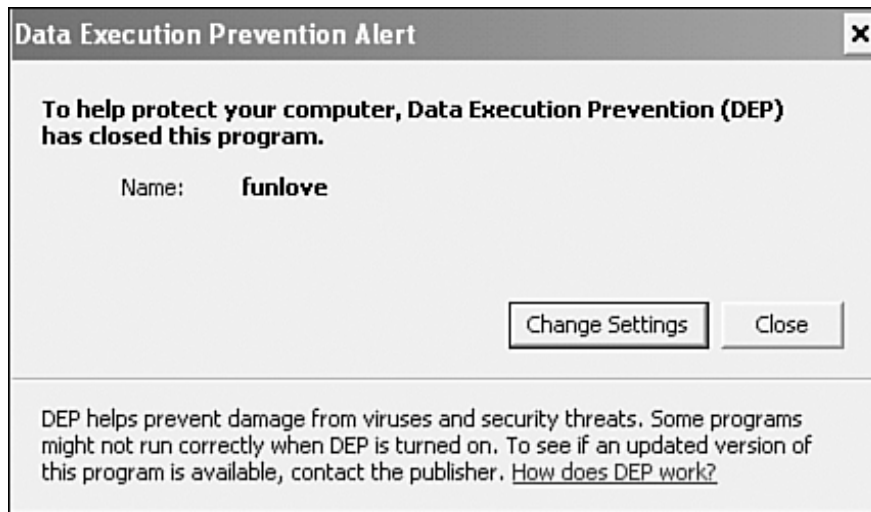 Data Execution Prevention Alert
To help protect your computer, Data Execution Prevention (DEP)
has closed this program.
Name: funlove
Change Settings Close
DEP helps prevent damage from viruses and security threats. Some programs
might not run correctly when DEP is turned on. To see if an updated version of
this program is available, contact the publisher. How does DEP work?